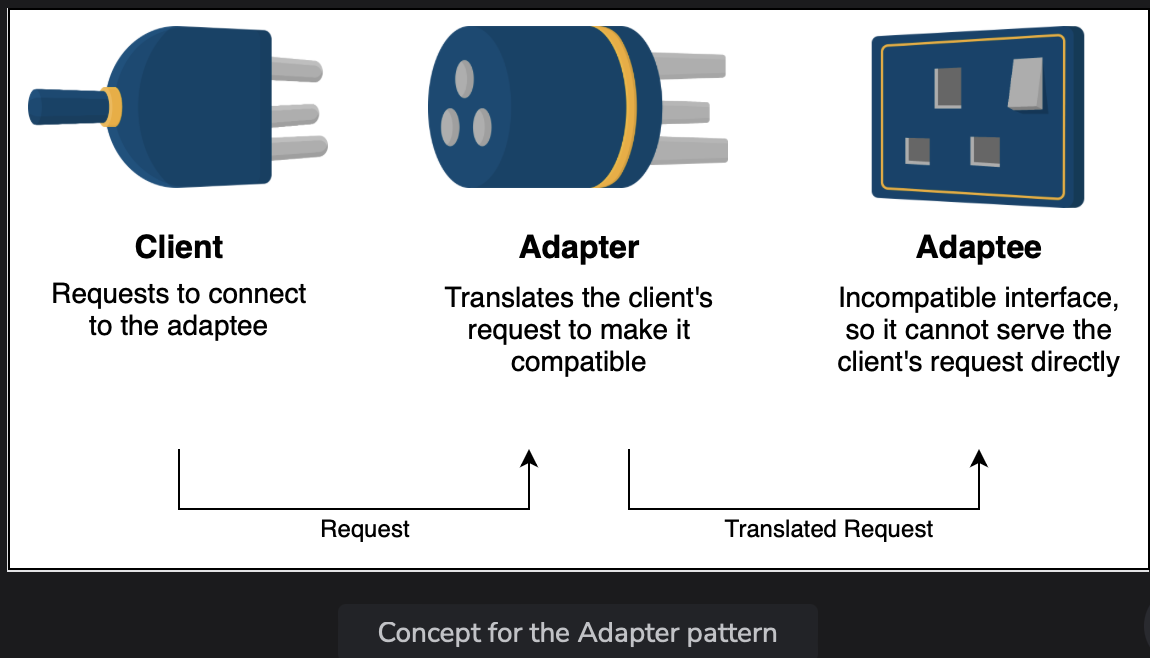 Client
Requests to connect
to the adaptee
Adapter
Translates the client's
request to make it
compatible
Adaptee
Incompatible interface,
so it cannot serve the
client's request directly
Request
Translated Request
Concept for the Adapter pattern